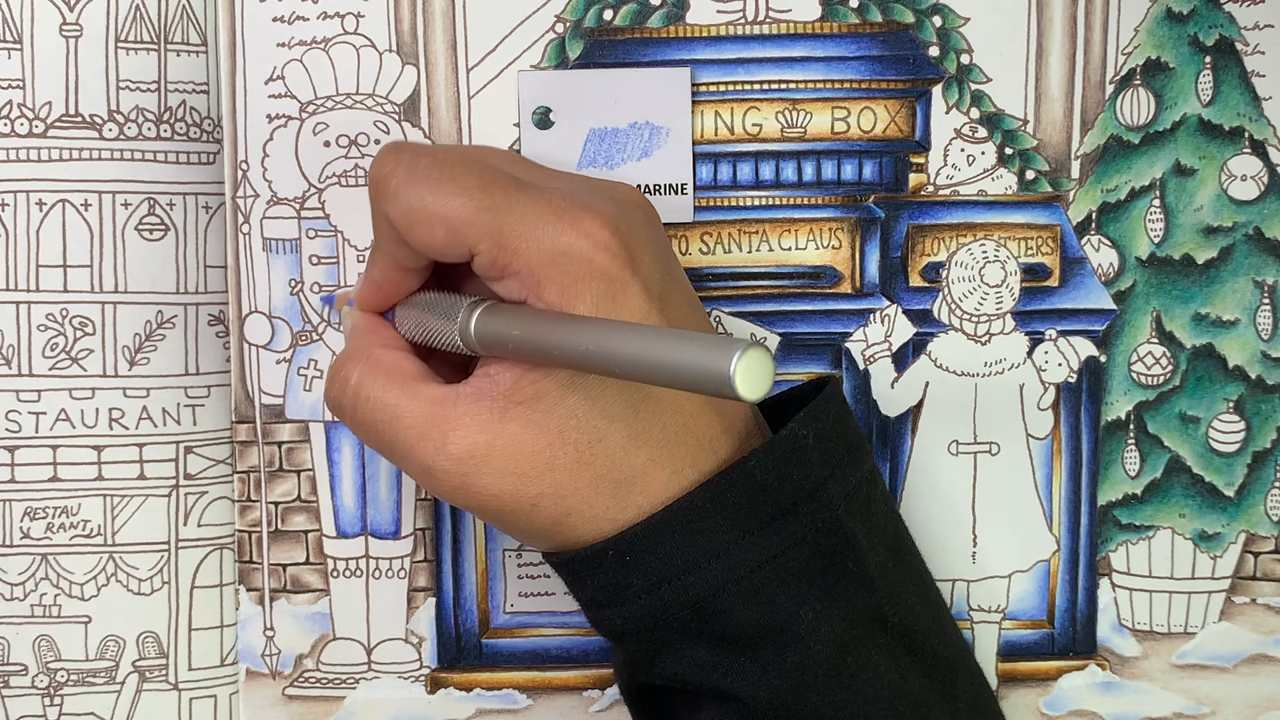 ING BOX
MARINE
TO. SANTA CLAUS
LOVE LETTERS
STAURANT
RESTAU
RANT